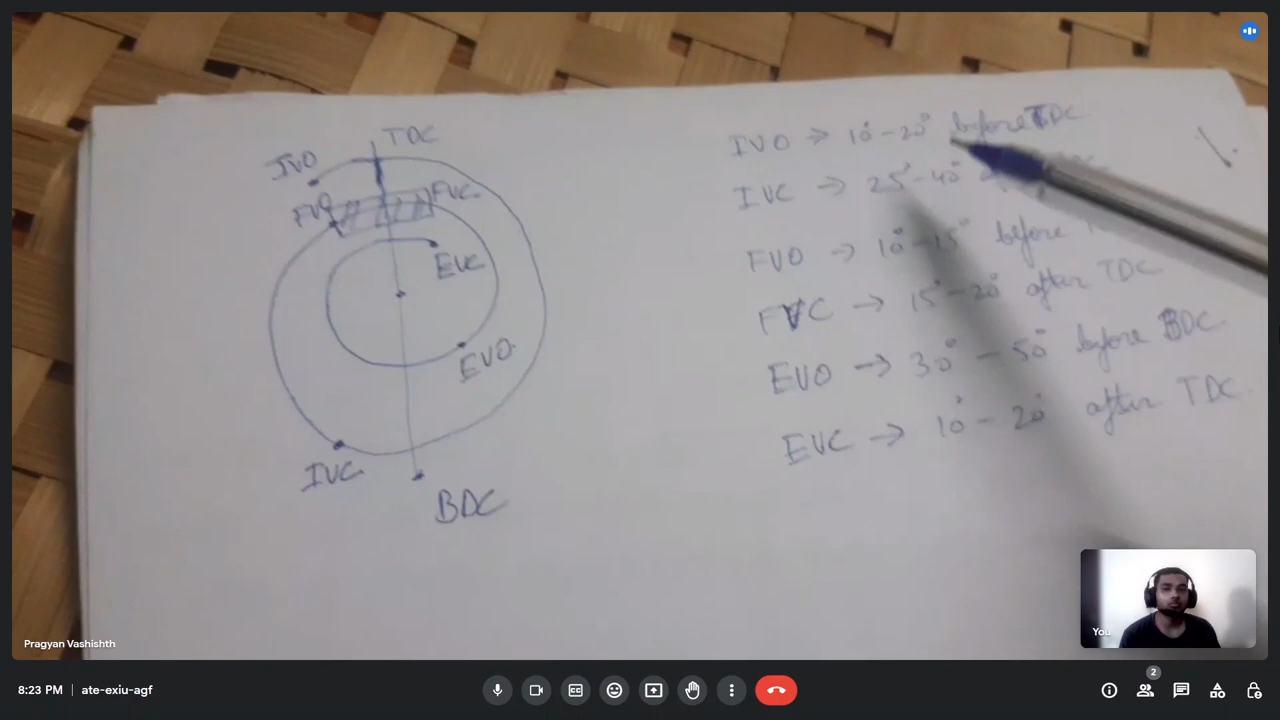 TDC
IVO
FVO
FVC
EVC
EVO
IVC
BDC
IVO → 10° - 20° before TDC
IVC → 25° - 40°
FVO → 10° - 15° before
FVC → 15° - 20° after TDC
EVO → 30° - 50° before BDC
EVC → 10° - 20° after TDC
Pragyan Vashishth
You
8:23 PM | ate-exiu-agf
2